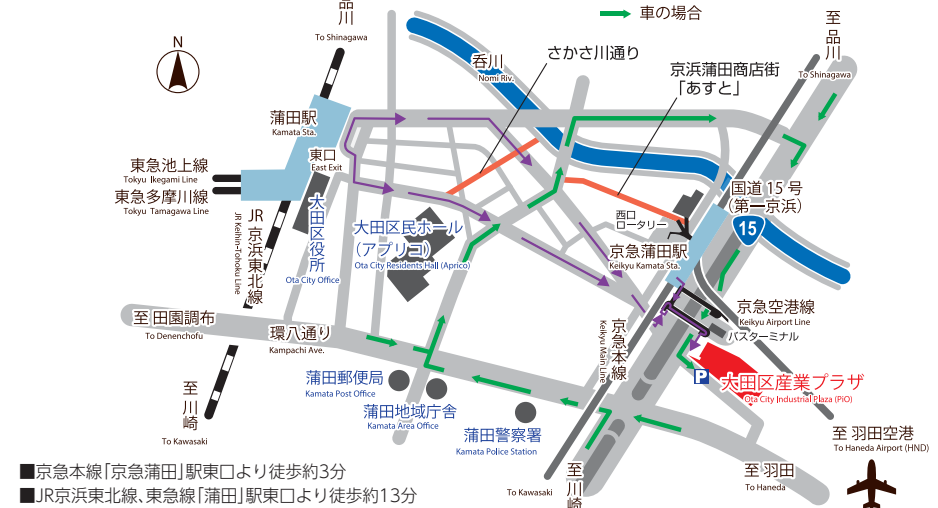 品川
To Shinagawa
車の場合
至 品川
To Shinagawa
N
呑川
Nomi Riv.
さかさ川通り
京浜蒲田商店街
「あすと」
蒲田駅
Kamata Sta.
東口
East Exit
東急池上線
Tokyu Ikegami Line
東急多摩川線
Tokyu Tamagawa Line
JR京浜東北線
JR Keihin-Tohoku Line
大田区役所
Ota City Office
大田区民ホール
(アプリコ)
Ota City Residents Hall (Aprico)
西口
ロータリー
国道 15 号
(第一京浜)
15
京急蒲田駅
Keikyu Kamata Sta.
京急空港線
Keikyu Airport Line
バスターミナル
京急本線
Keikyu Main Line
至 田園調布
To Denenchofu
環八通り
Kampachi Ave.
P
大田区産業プラザ
Ota City Industrial Plaza (PiO)
蒲田郵便局
Kamata Post Office
蒲田地域庁舎
Kamata Area Office
蒲田警察署
Kamata Police Station
至 川崎
To Kawasaki
至 川崎
To Kawasaki
至 羽田
To Haneda
至 羽田空港
To Haneda Airport (HND)
■京急本線「京急蒲田」駅東口より徒歩約3分
■JR京浜東北線、東急線「蒲田」駅東口より徒歩約13分